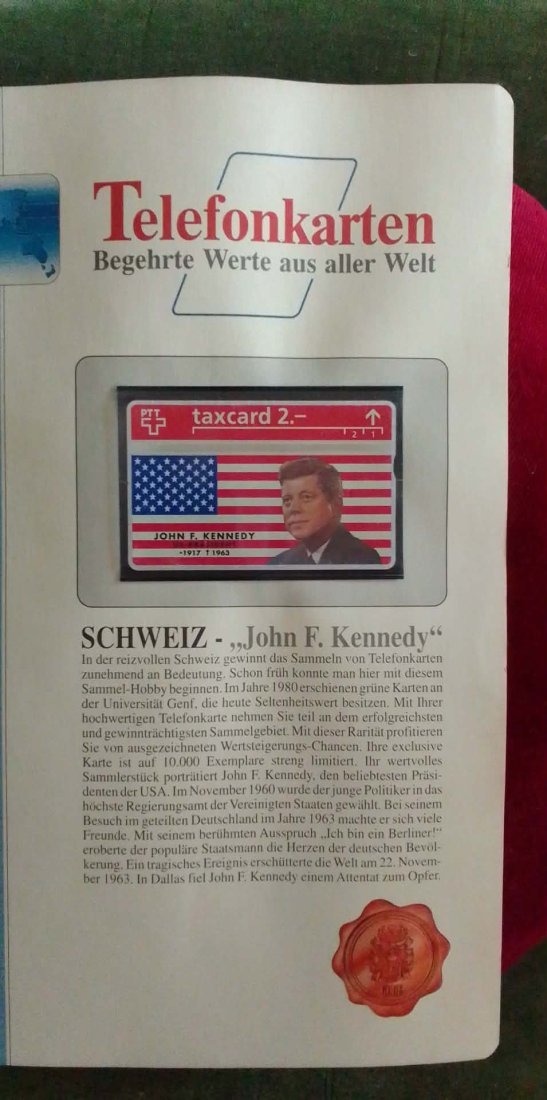 Telefonkarten
Begehrte Werte aus aller Welt
PTT
taxcard 2.–
2 1
JOHN F. KENNEDY
US-PRESIDENT
*1917 †1963
SCHWEIZ - „John F. Kennedy“
In der reizvollen Schweiz gewinnt das Sammeln von Telefonkarten
zunehmend an Bedeutung. Schon früh konnte man hier mit diesem
Sammel-Hobby beginnen. Im Jahre 1980 erschienen grüne Karten an
der Universität Genf, die heute Seltenheitswert besitzen. Mit Ihrer
hochwertigen Telefonkarte nehmen Sie teil an dem erfolgreichsten
und gewinnträchtigsten Sammelgebiet. Mit dieser Rarität profitieren
Sie von ausgezeichneten Wertsteigerungs-Chancen. Ihre exclusive
Karte ist auf 10.000 Exemplare streng limitiert. Ihr wertvolles
Sammlerstück porträtiert John F. Kennedy, den beliebtesten Präsi-
denten der USA. Im November 1960 wurde der junge Politiker in das
höchste Regierungsamt der Vereinigten Staaten gewählt. Bei seinem
Besuch im geteilten Deutschland im Jahre 1963 machte er sich viele
Freunde. Mit seinem berühmten Ausspruch „Ich bin ein Berliner!“
eroberte der populäre Staatsmann die Herzen der deutschen Bevöl-
kerung. Ein tragisches Ereignis erschütterte die Welt am 22. Novem-
ber 1963. In Dallas fiel John F. Kennedy einem Attentat zum Opfer.